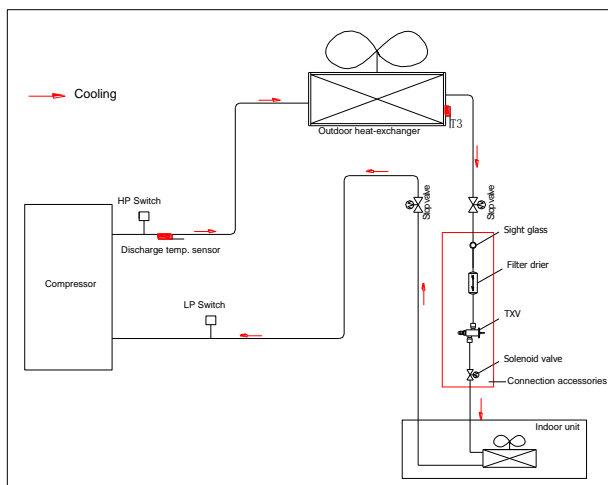 Cooling
Outdoor heat-exchanger
T3
HP Switch
Stop valve
Stop valve
Discharge temp. sensor
Sight glass
Filter drier
Compressor
LP Switch
TXV
Solenoid valve
Connection accessories
Indoor unit